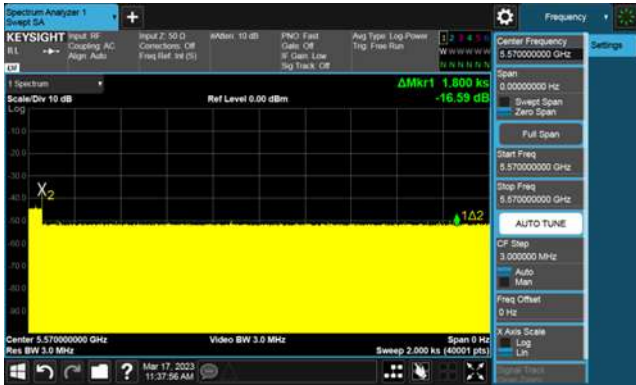 Spectrum Analyzer 1
Swept SA
Frequency
KEYSIGHT
Input: RF
Input Z: 50 Ω
#Atten: 10 dB
PNO: Fast
Avg Type: Log-Power
1 2 3 4 5 6
RL
Coupling: AC
Corrections: Off
Gate: Off
Trig: Free Run
W W W W W W
Align: Auto
Freq Ref: Int (S)
IF Gain: Low
N N N N N N
Sig Track: Off
Center Frequency
5.570000000 GHz
Settings
1 Spectrum
ΔMkr1 1.800 ks
Scale/Div 10 dB
Ref Level 0.00 dBm
-16.59 dB
Log
-10.0
-20.0
-30.0
-40.0
-50.0
-60.0
-70.0
-80.0
-90.0
X2
1Δ2
Span
0.00000000 Hz
Swept Span
Zero Span
Full Span
Start Freq
5.570000000 GHz
Stop Freq
5.570000000 GHz
AUTO TUNE
CF Step
3.000000 MHz
Auto
Man
Freq Offset
0 Hz
X Axis Scale
Log
Lin
Signal Track
Center 5.570000000 GHz
Video BW 3.0 MHz
Span 0 Hz
Res BW 3.0 MHz
Sweep 2.000 ks (40001 pts)
Mar 17, 2023
11:37:56 AM